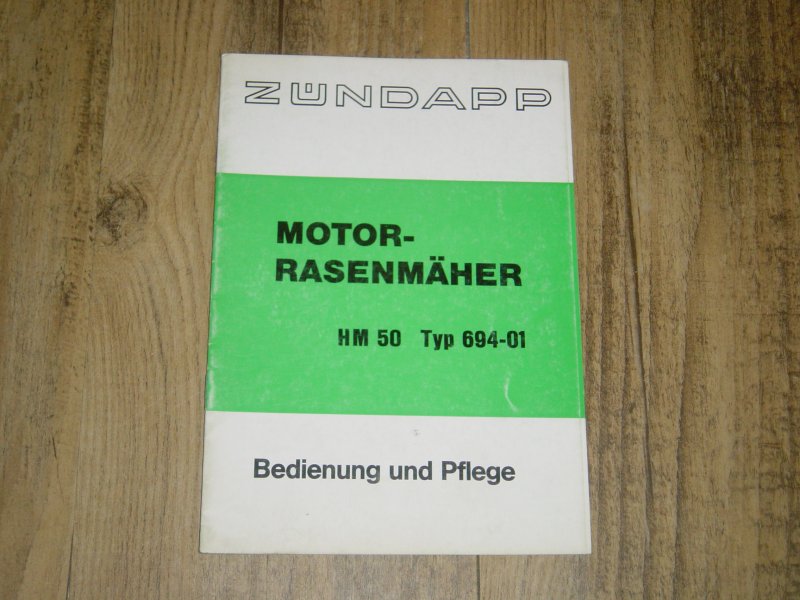 ZÜNDAPP
MOTOR-
RASENMÄHER
HM 50 Typ 694-01
Bedienung und Pflege